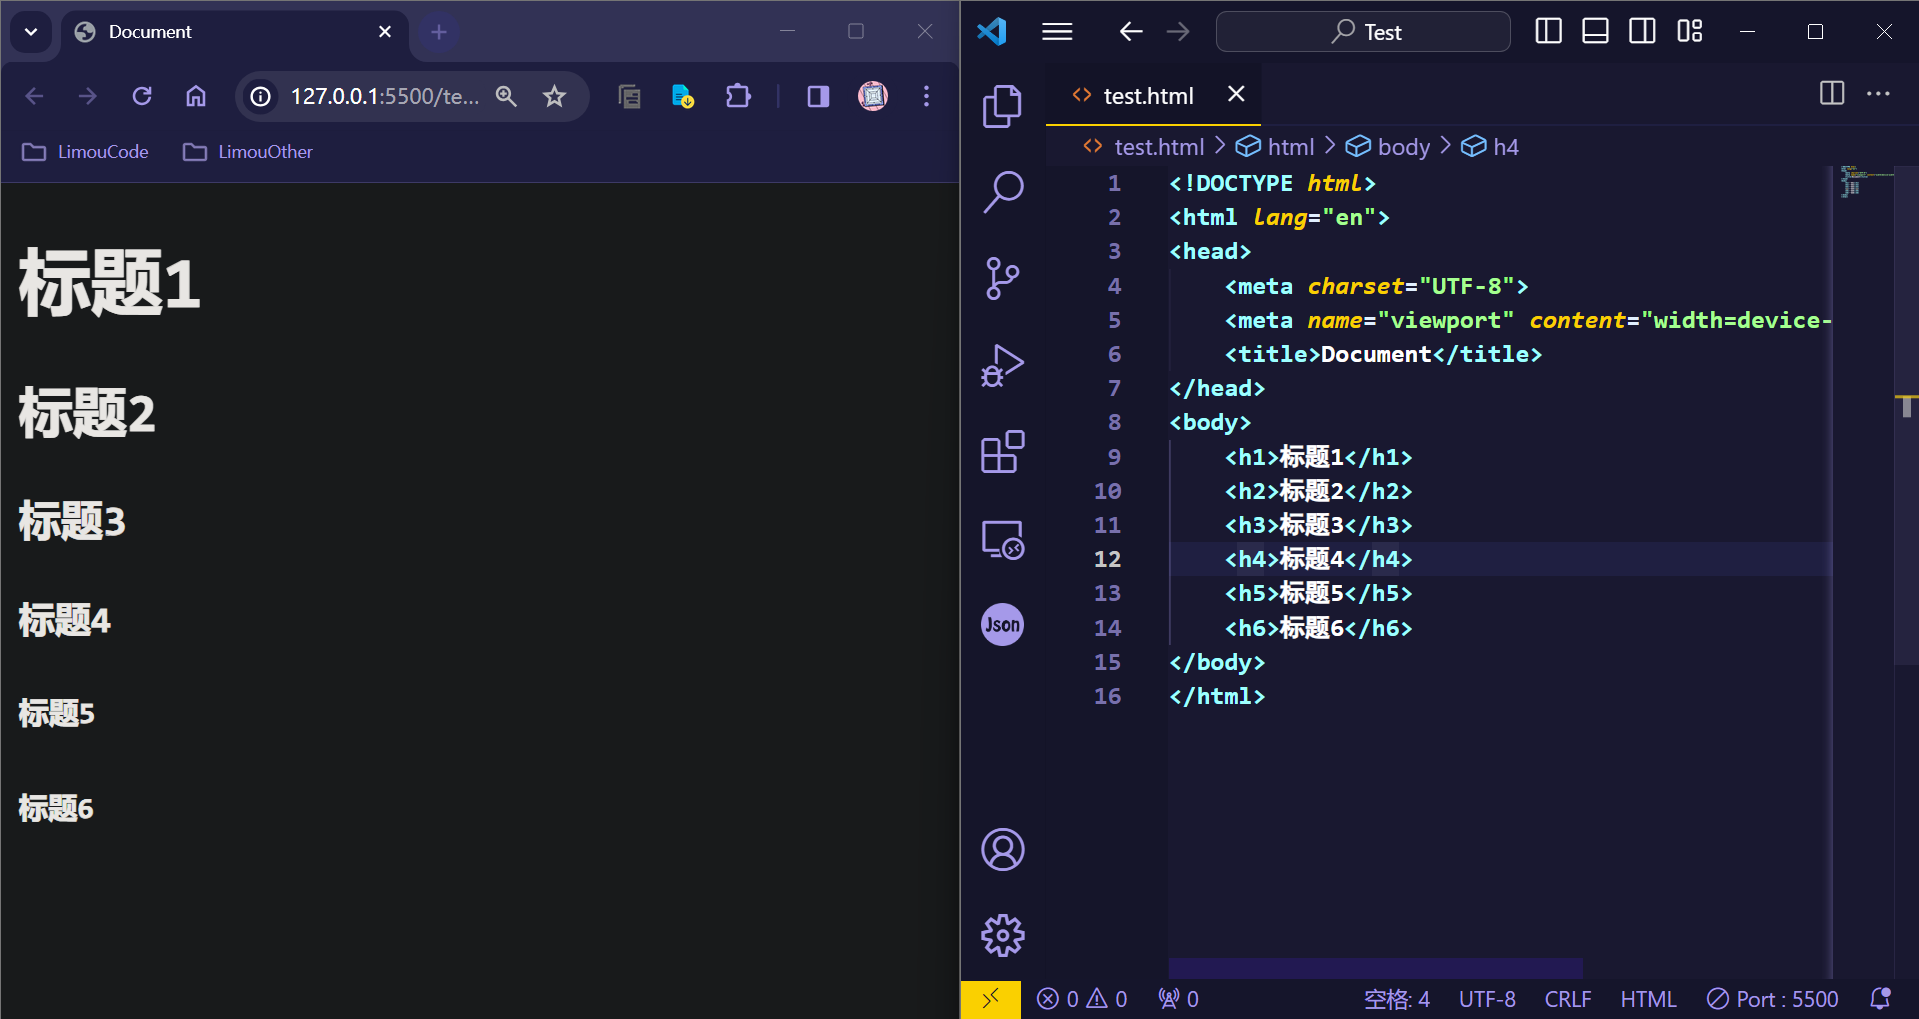 Document
127.0.0.1:5500/te...
LimouCode
LimouOther
标题1
标题2
标题3
标题4
标题5
标题6
Test
test.html
test.html > html > body > h4
1 <!DOCTYPE html>
2 <html lang="en">
3 <head>
4 <meta charset="UTF-8">
5 <meta name="viewport" content="width=device-
6 <title>Document</title>
7 </head>
8 <body>
9 <h1>标题1</h1>
10 <h2>标题2</h2>
11 <h3>标题3</h3>
12 <h4>标题4</h4>
13 <h5>标题5</h5>
14 <h6>标题6</h6>
15 </body>
16 </html>
Json
0 0 0 空格: 4 UTF-8 CRLF HTML Port : 5500